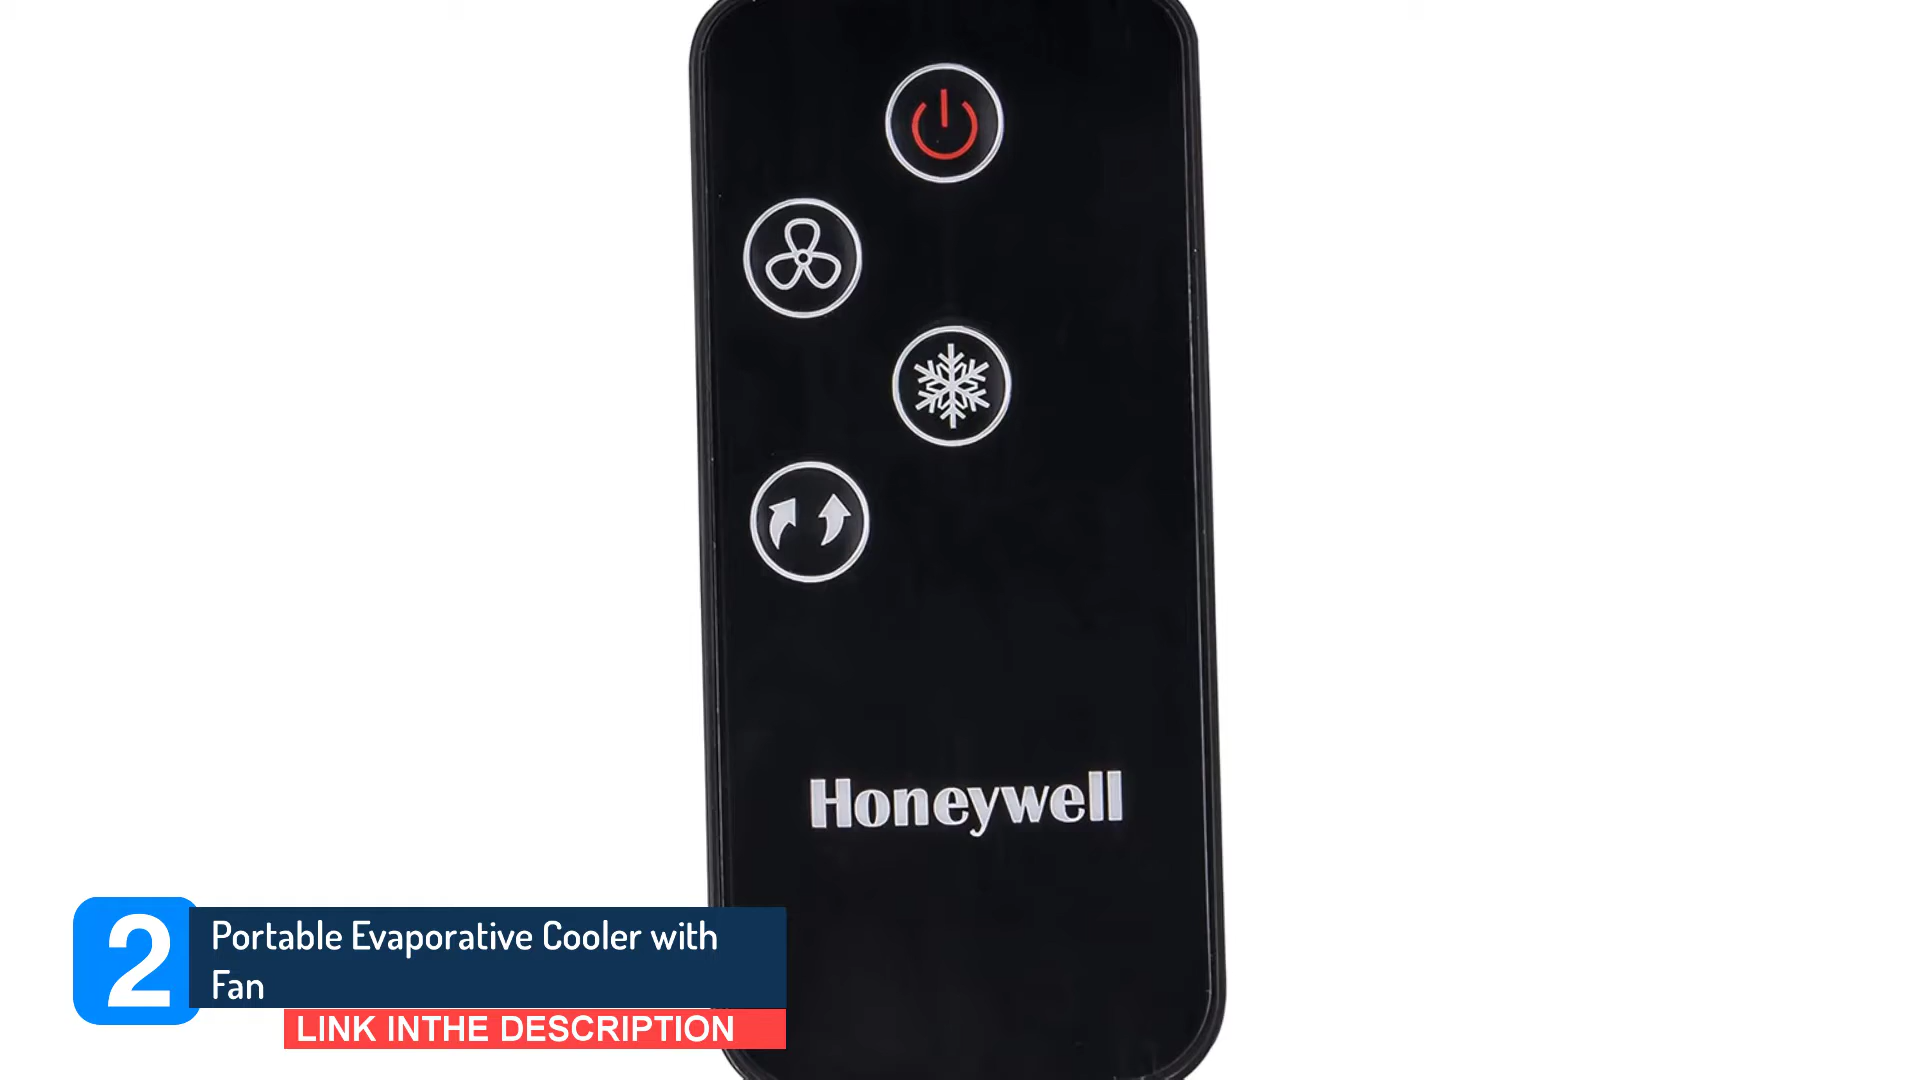 Honeywell
2
Portable Evaporative Cooler with
Fan
LINK INTHE DESCRIPTION